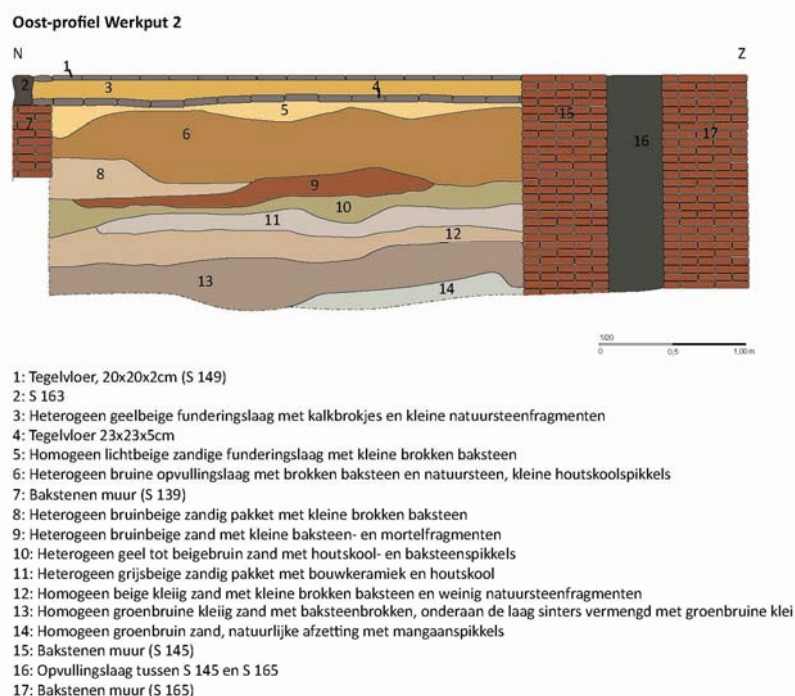 Oost-profiel Werkput 2
N Z
1
2 3 4
5
7 6 15 16 17
8
9
10
11
12
13
14
1/20
0 0,5 1,00m
1: Tegelvloer, 20x20x2cm (S 149)
2: S 163
3: Heterogeen geelbeige funderingslaag met kalkbrokjes en kleine natuursteenfragmenten
4: Tegelvloer 23x23x5cm
5: Homogeen lichtbeige zandige funderingslaag met kleine brokken baksteen
6: Heterogeen bruine opvullingslaag met brokken baksteen en natuursteen, kleine houtskoolspikkels
7: Bakstenen muur (S 139)
8: Heterogeen bruinbeige zandig pakket met kleine brokken baksteen
9: Heterogeen bruinbeige zand met kleine baksteen- en mortelfragmenten
10: Heterogeen geel tot beigebruin zand met houtskool- en baksteenspikkels
11: Heterogeen grijsbeige zandig pakket met bouwkeramiek en houtskool
12: Homogeen beige kleiig zand met kleine brokken baksteen en weinig natuursteenfragmenten
13: Homogeen groenbruine kleiig zand met baksteenbrokken, onderaan de laag sinters vermengd met groenbruine klei
14: Homogeen groenbruin zand, natuurlijke afzetting met mangaanspikkels
15: Bakstenen muur (S 145)
16: Opvullingslaag tussen S 145 en S 165
17: Bakstenen muur (S 165)